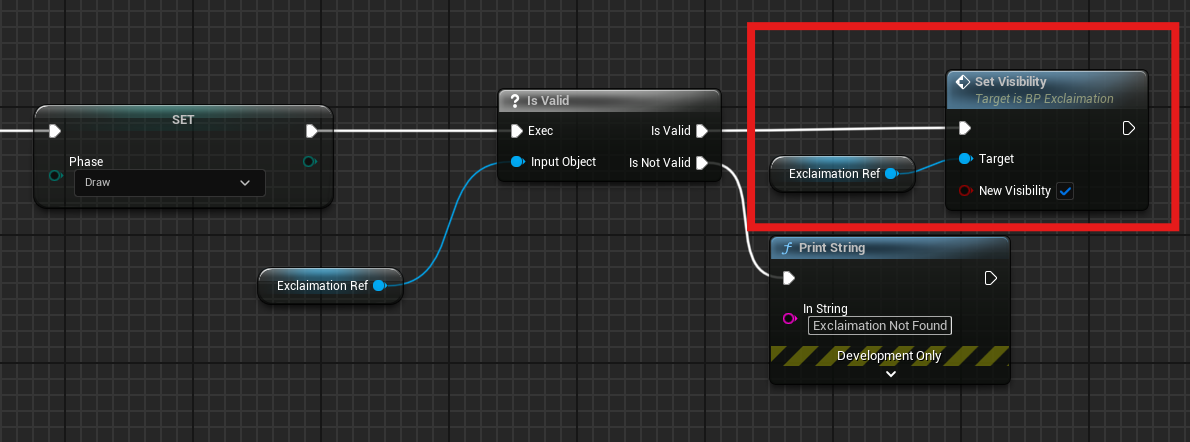 SET
Phase
Draw
Exclaimation Ref
? Is Valid
Exec
Is Valid
Input Object
Is Not Valid
Exclaimation Ref
Set Visibility
Target is BP Exclaimation
Target
New Visibility
f Print String
In String
Exclaimation Not Found
Development Only